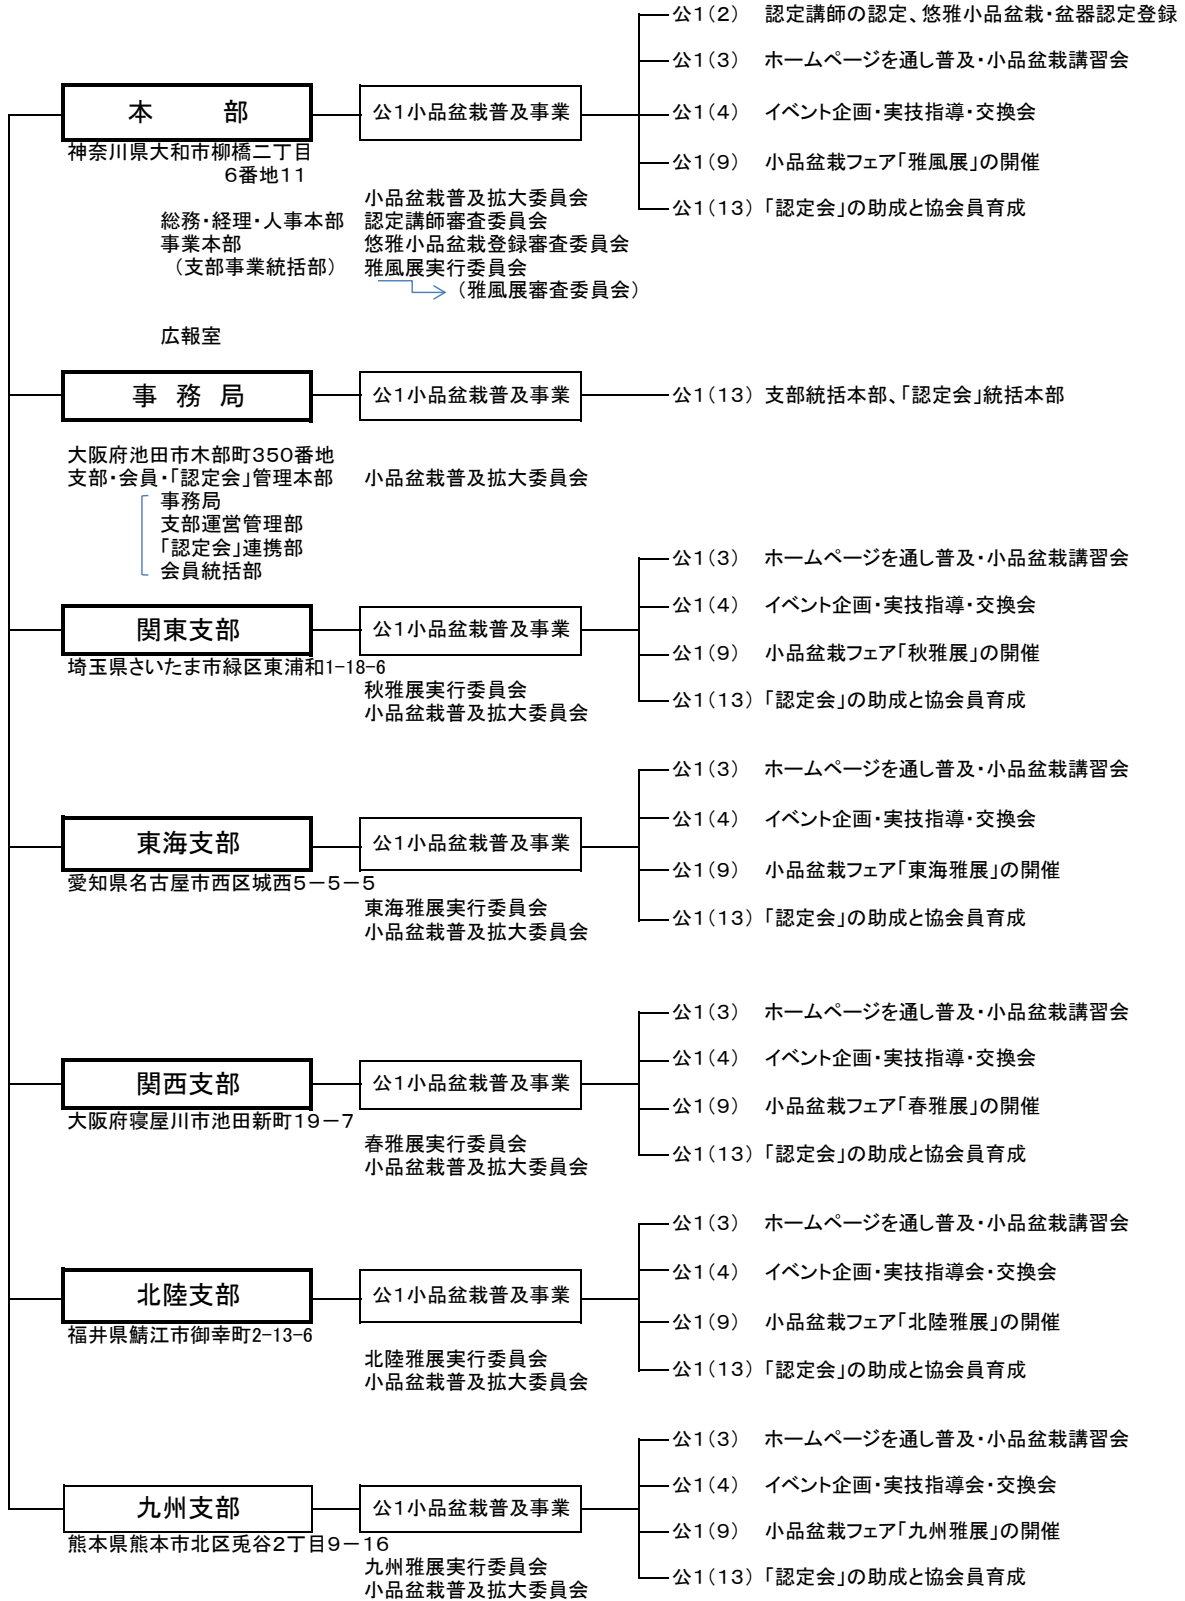 公1(2) 認定講師の認定、悠雅小品盆栽・盆器認定登録
公1(3) ホームページを通し普及・小品盆栽講習会
本 部
公1小品盆栽普及事業
公1(4) イベント企画・実技指導・交換会
神奈川県大和市柳橋二丁目
6番地11
公1(9) 小品盆栽フェア「雅風展」の開催
小品盆栽普及拡大委員会
公1(13) 「認定会」の助成と協会員育成
総務・経理・人事本部 認定講師審査委員会
事業本部 悠雅小品盆栽登録審査委員会
(支部事業統括部) 雅風展実行委員会
(雅風展審査委員会)
広報室
事 務 局
公1小品盆栽普及事業
公1(13) 支部統括本部、「認定会」統括本部
大阪府池田市木部町350番地
支部・会員・「認定会」管理本部 小品盆栽普及拡大委員会
事務局
支部運営管理部
「認定会」連携部
会員統括部
公1(3) ホームページを通し普及・小品盆栽講習会
公1(4) イベント企画・実技指導・交換会
関東支部
公1小品盆栽普及事業
公1(9) 小品盆栽フェア「秋雅展」の開催
埼玉県さいたま市緑区東浦和1-18-6
秋雅展実行委員会
公1(13) 「認定会」の助成と協会員育成
小品盆栽普及拡大委員会
公1(3) ホームページを通し普及・小品盆栽講習会
公1(4) イベント企画・実技指導・交換会
東海支部
公1小品盆栽普及事業
公1(9) 小品盆栽フェア「東海雅展」の開催
愛知県名古屋市西区城西5-5-5
東海雅展実行委員会
公1(13) 「認定会」の助成と協会員育成
小品盆栽普及拡大委員会
公1(3) ホームページを通し普及・小品盆栽講習会
公1(4) イベント企画・実技指導・交換会
関西支部
公1小品盆栽普及事業
公1(9) 小品盆栽フェア「春雅展」の開催
大阪府寝屋川市池田新町19-7
春雅展実行委員会
公1(13) 「認定会」の助成と協会員育成
小品盆栽普及拡大委員会
公1(3) ホームページを通し普及・小品盆栽講習会
公1(4) イベント企画・実技指導会・交換会
北陸支部
公1小品盆栽普及事業
公1(9) 小品盆栽フェア「北陸雅展」の開催
福井県鯖江市御幸町2-13-6
北陸雅展実行委員会
公1(13) 「認定会」の助成と協会員育成
小品盆栽普及拡大委員会
公1(3) ホームページを通し普及・小品盆栽講習会
公1(4) イベント企画・実技指導会・交換会
九州支部
公1小品盆栽普及事業
公1(9) 小品盆栽フェア「九州雅展」の開催
熊本県熊本市北区兎谷2丁目9-16
九州雅展実行委員会
公1(13) 「認定会」の助成と協会員育成
小品盆栽普及拡大委員会